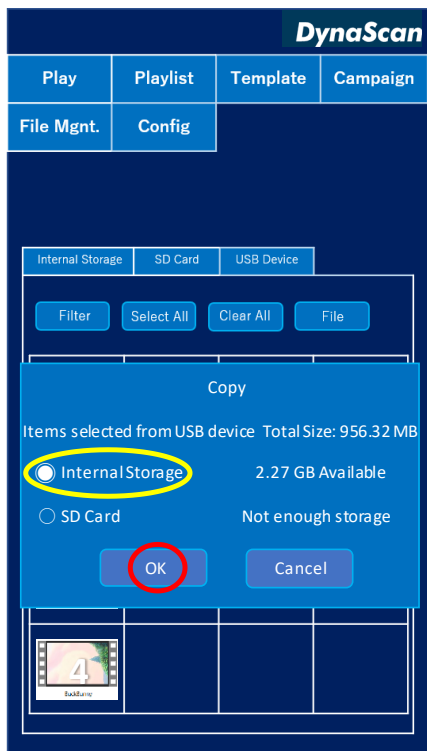 DynaScan
Play Playlist Template Campaign
File Mgnt. Config
Internal Storage SD Card USB Device
Filter Select All Clear All File
Copy
Items selected from USB device Total Size: 956.32 MB
Internal Storage 2.27 GB Available
SD Card Not enough storage
OK Cancel
4